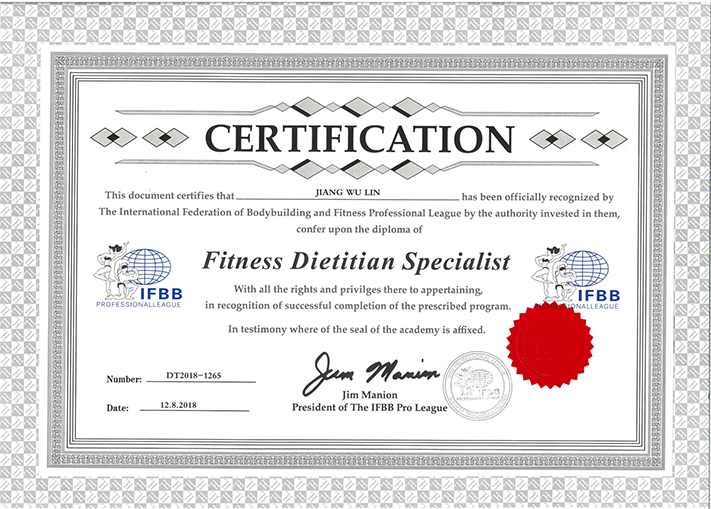 CERTIFICATION
This document certifies that JIANG WU LIN has been officially recognized by
The International Federation of Bodybuilding and Fitness Professional League by the authority invested in them,
confer upon the diploma of
Fitness Dietitian Specialist
With all the rights and privilges there to appertaining,
in recognition of successful completion of the prescribed program.
In testimony where of the seal of the academy is affixed.
IFBB
PROFESSIONALLEAGUE
IFBB
PROFESSIONALLEAGUE
Number: DT2018-1265
Date: 12.8.2018
Jim Manion
Jim Manion
President of The IFBB Pro League